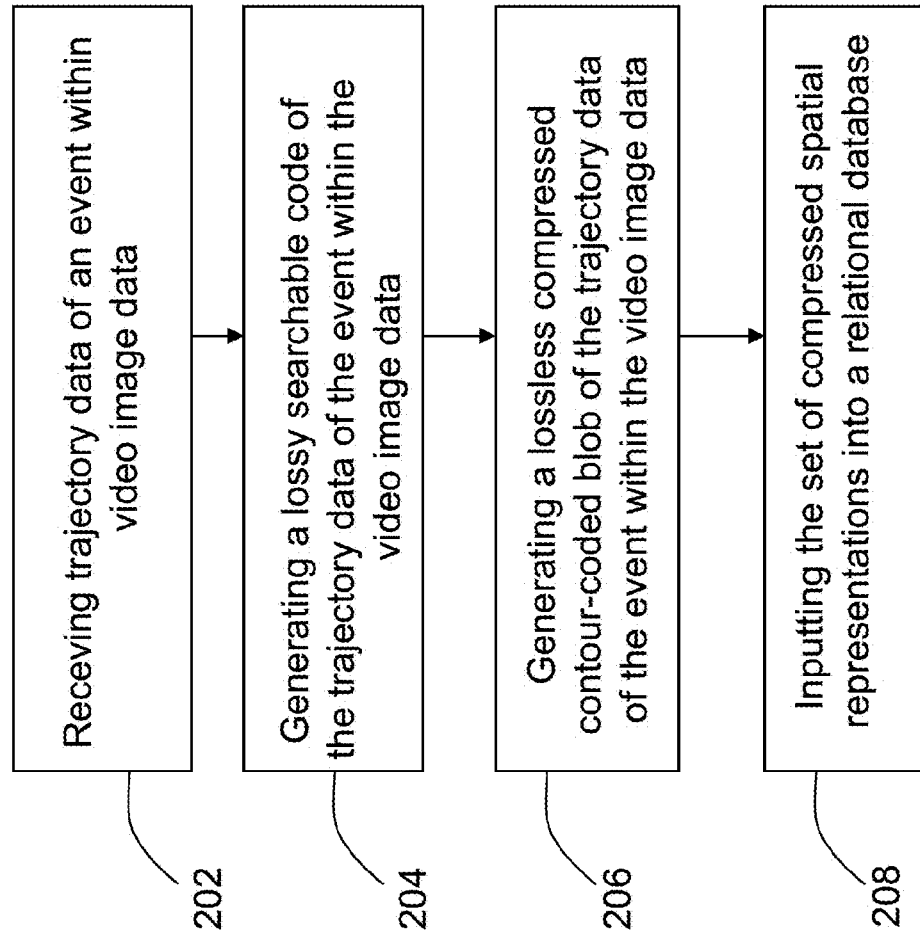 Receving trajectory data of an event within
video image data
202
Generating a lossy searchable code of
the trajectory data of the event within the
video image data
204
Generating a lossless compressed
contour-coded blob of the trajectory data
of the event within the video image data
206
Inputting the set of compressed spatial
representations into a relational database
208